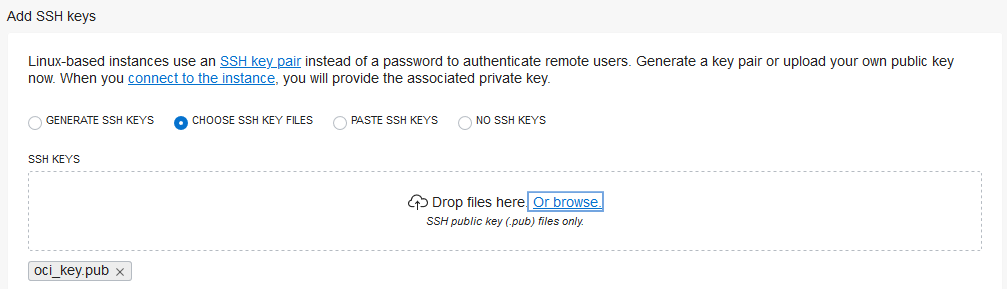 Add SSH keys
Linux-based instances use an SSH key pair instead of a password to authenticate remote users. Generate a key pair or upload your own public key
now. When you connect to the instance, you will provide the associated private key.
GENERATE SSH KEYS CHOOSE SSH KEY FILES PASTE SSH KEYS NO SSH KEYS
SSH KEYS
Drop files here. Or browse.
SSH public key (.pub) files only.
oci_key.pub ×